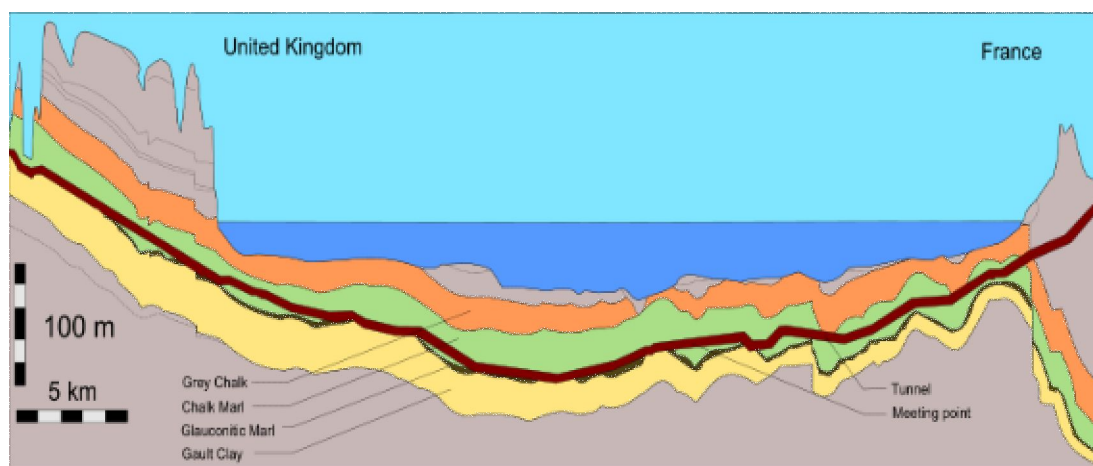 United Kingdom
France
100 m
5 km
Grey Chalk
Chalk Marl
Glauconitic Marl
Gault Clay
Tunnel
Meeting point